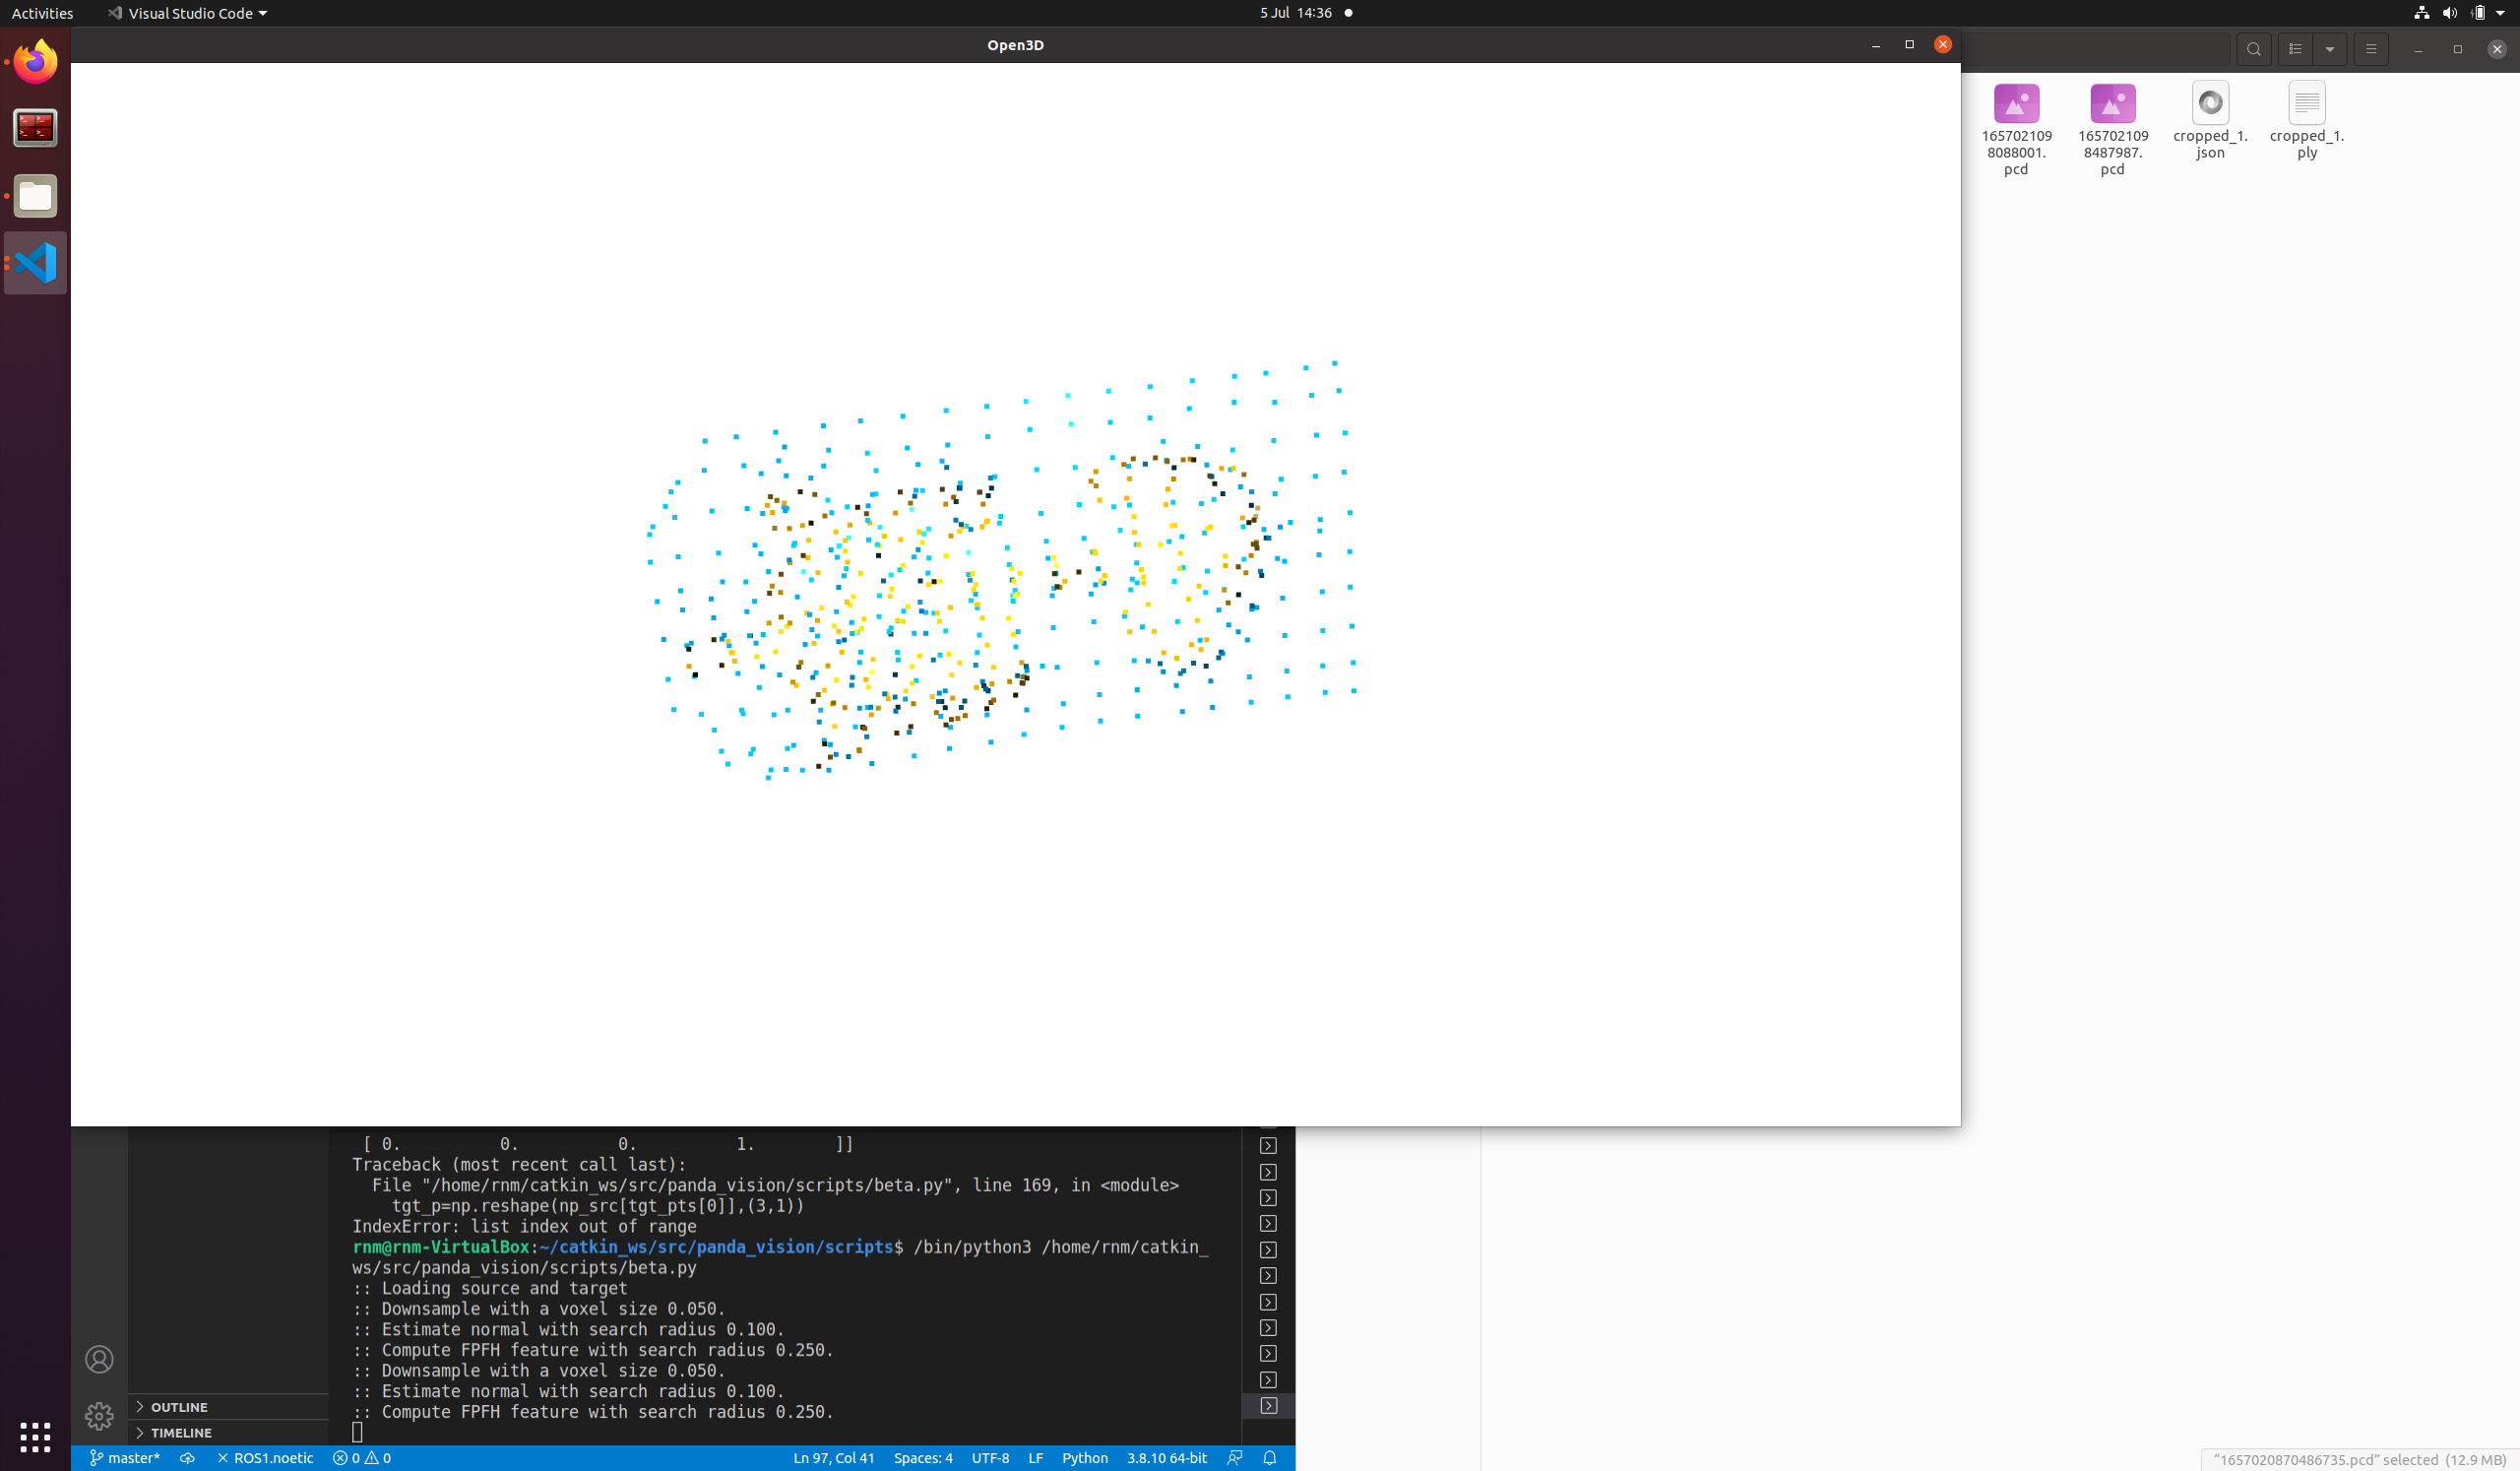 Activities
Visual Studio Code
5 Jul 14:36
Open3D
165702109
8088001.
pcd
165702109
8487987.
pcd
cropped_1.
json
cropped_1.
ply
[ 0. 0. 0. 1. ]]
Traceback (most recent call last):
File "/home/rnm/catkin_ws/src/panda_vision/scripts/beta.py", line 169, in <module>
tgt_p=np.reshape(np_src[tgt_pts[0]],(3,1))
IndexError: list index out of range
rnm@rnm-VirtualBox:~/catkin_ws/src/panda_vision/scripts$ /bin/python3 /home/rnm/catkin_
ws/src/panda_vision/scripts/beta.py
:: Loading source and target
:: Downsample with a voxel size 0.050.
:: Estimate normal with search radius 0.100.
:: Compute FPFH feature with search radius 0.250.
:: Downsample with a voxel size 0.050.
:: Estimate normal with search radius 0.100.
:: Compute FPFH feature with search radius 0.250.
OUTLINE
TIMELINE
master* ROS1.noetic 0 0 Ln 97, Col 41 Spaces: 4 UTF-8 LF Python 3.8.10 64-bit
"1657020870486735.pcd" selected (12.9 MB)